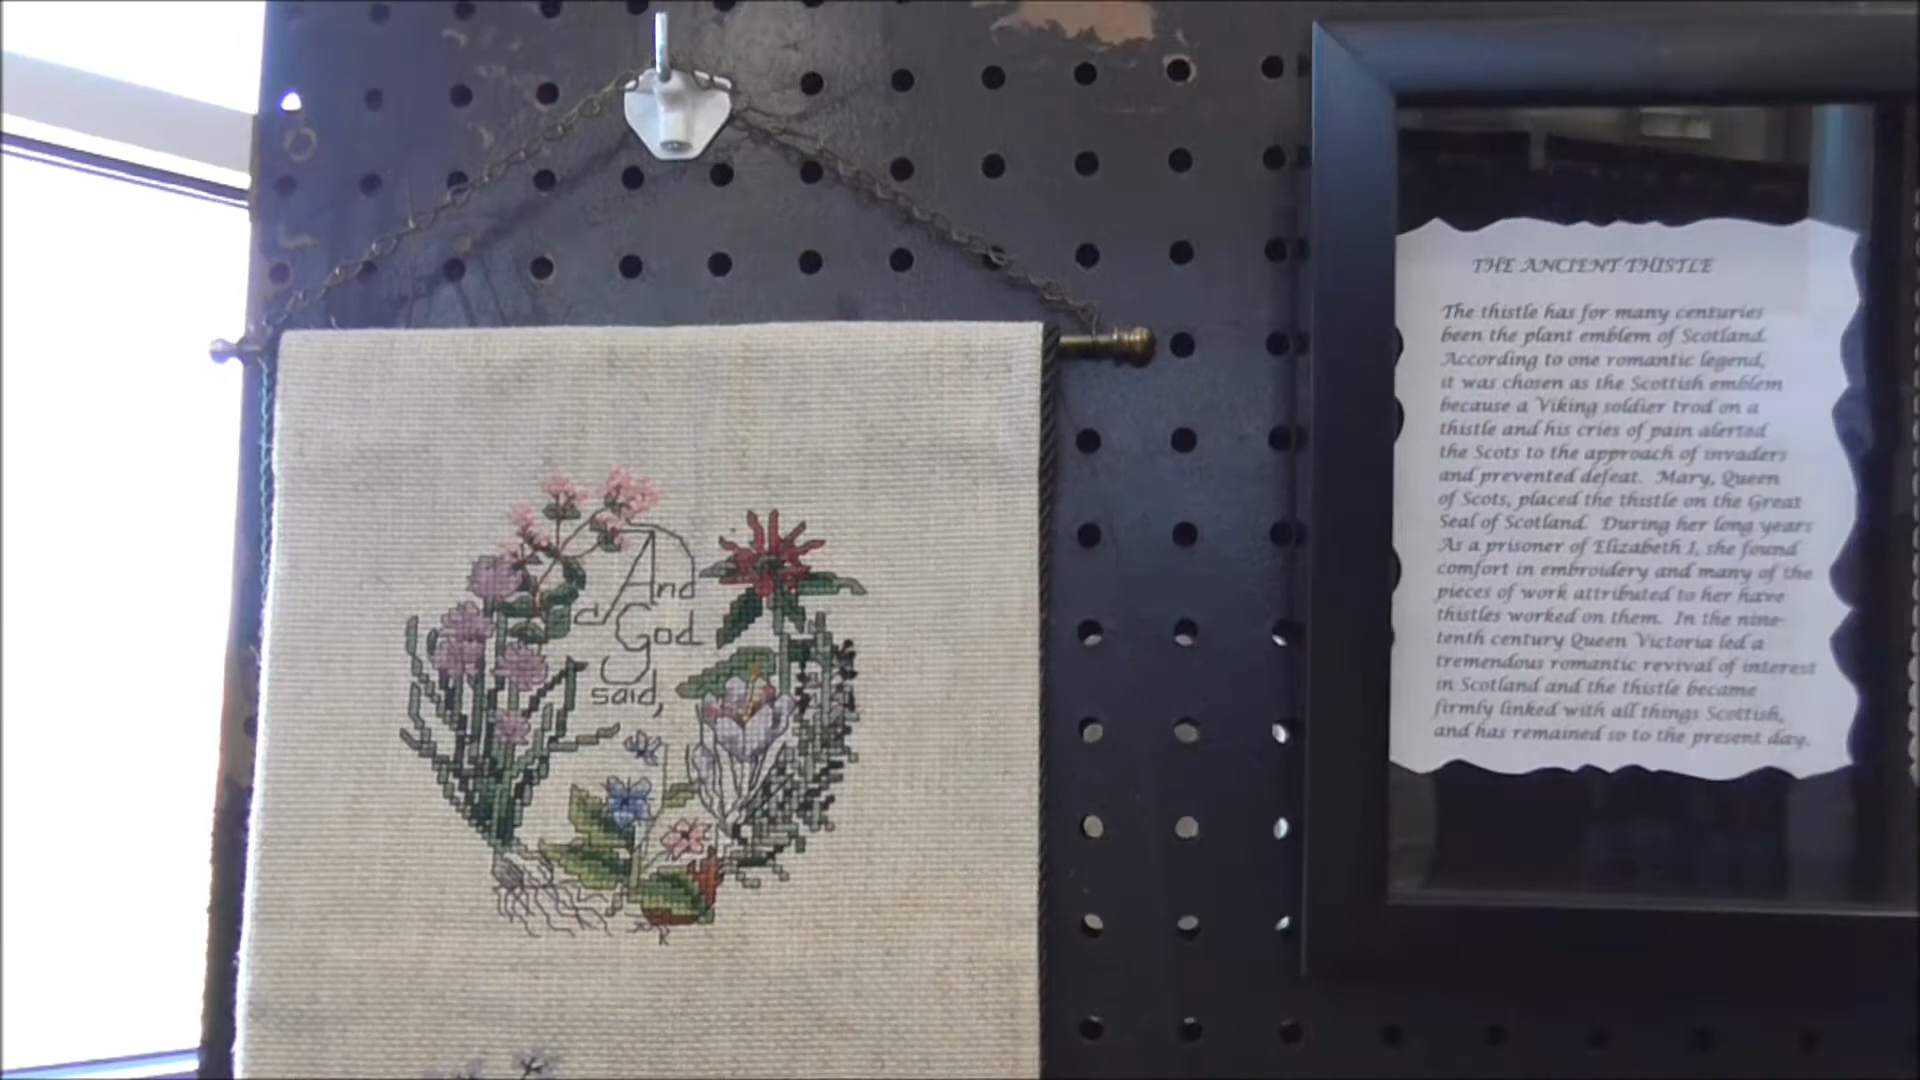 And
God
said,
THE ANCIENT THISTLE
The thistle has for many centuries
been the plant emblem of Scotland.
According to one romantic legend,
it was chosen as the Scottish emblem
because a Viking soldier trod on a
thistle and his cries of pain alerted
the Scots to the approach of invaders
and prevented defeat. Mary, Queen
of Scots, placed the thistle on the Great
Seal of Scotland. During her long years
As a prisoner of Elizabeth I, she found
comfort in embroidery and many of the
pieces of work attributed to her have
thistles worked on them. In the nine-
tenth century Queen Victoria led a
tremendous romantic revival of interest
in Scotland and the thistle became
firmly linked with all things Scottish,
and has remained so to the present day.